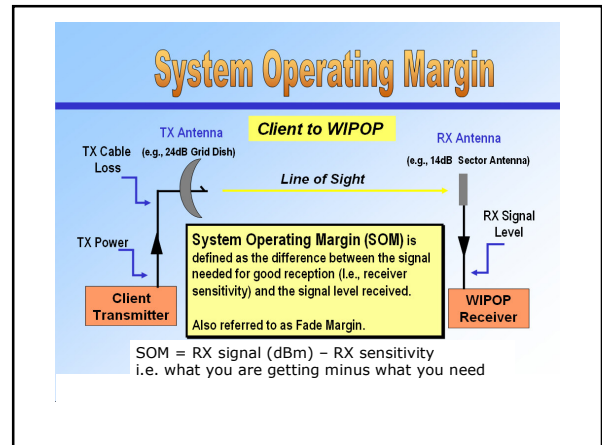 System Operating Margin
Client to WIPOP
TX Antenna
(e.g., 24dB Grid Dish)
RX Antenna
(e.g., 14dB Sector Antenna)
TX Cable
Loss
Line of Sight
RX Signal
Level
TX Power
System Operating Margin (SOM) is
defined as the difference between the signal
needed for good reception (I.e., receiver
sensitivity) and the signal level received.
Also referred to as Fade Margin.
Client
Transmitter
WIPOP
Receiver
SOM = RX signal (dBm) – RX sensitivity
i.e. what you are getting minus what you need